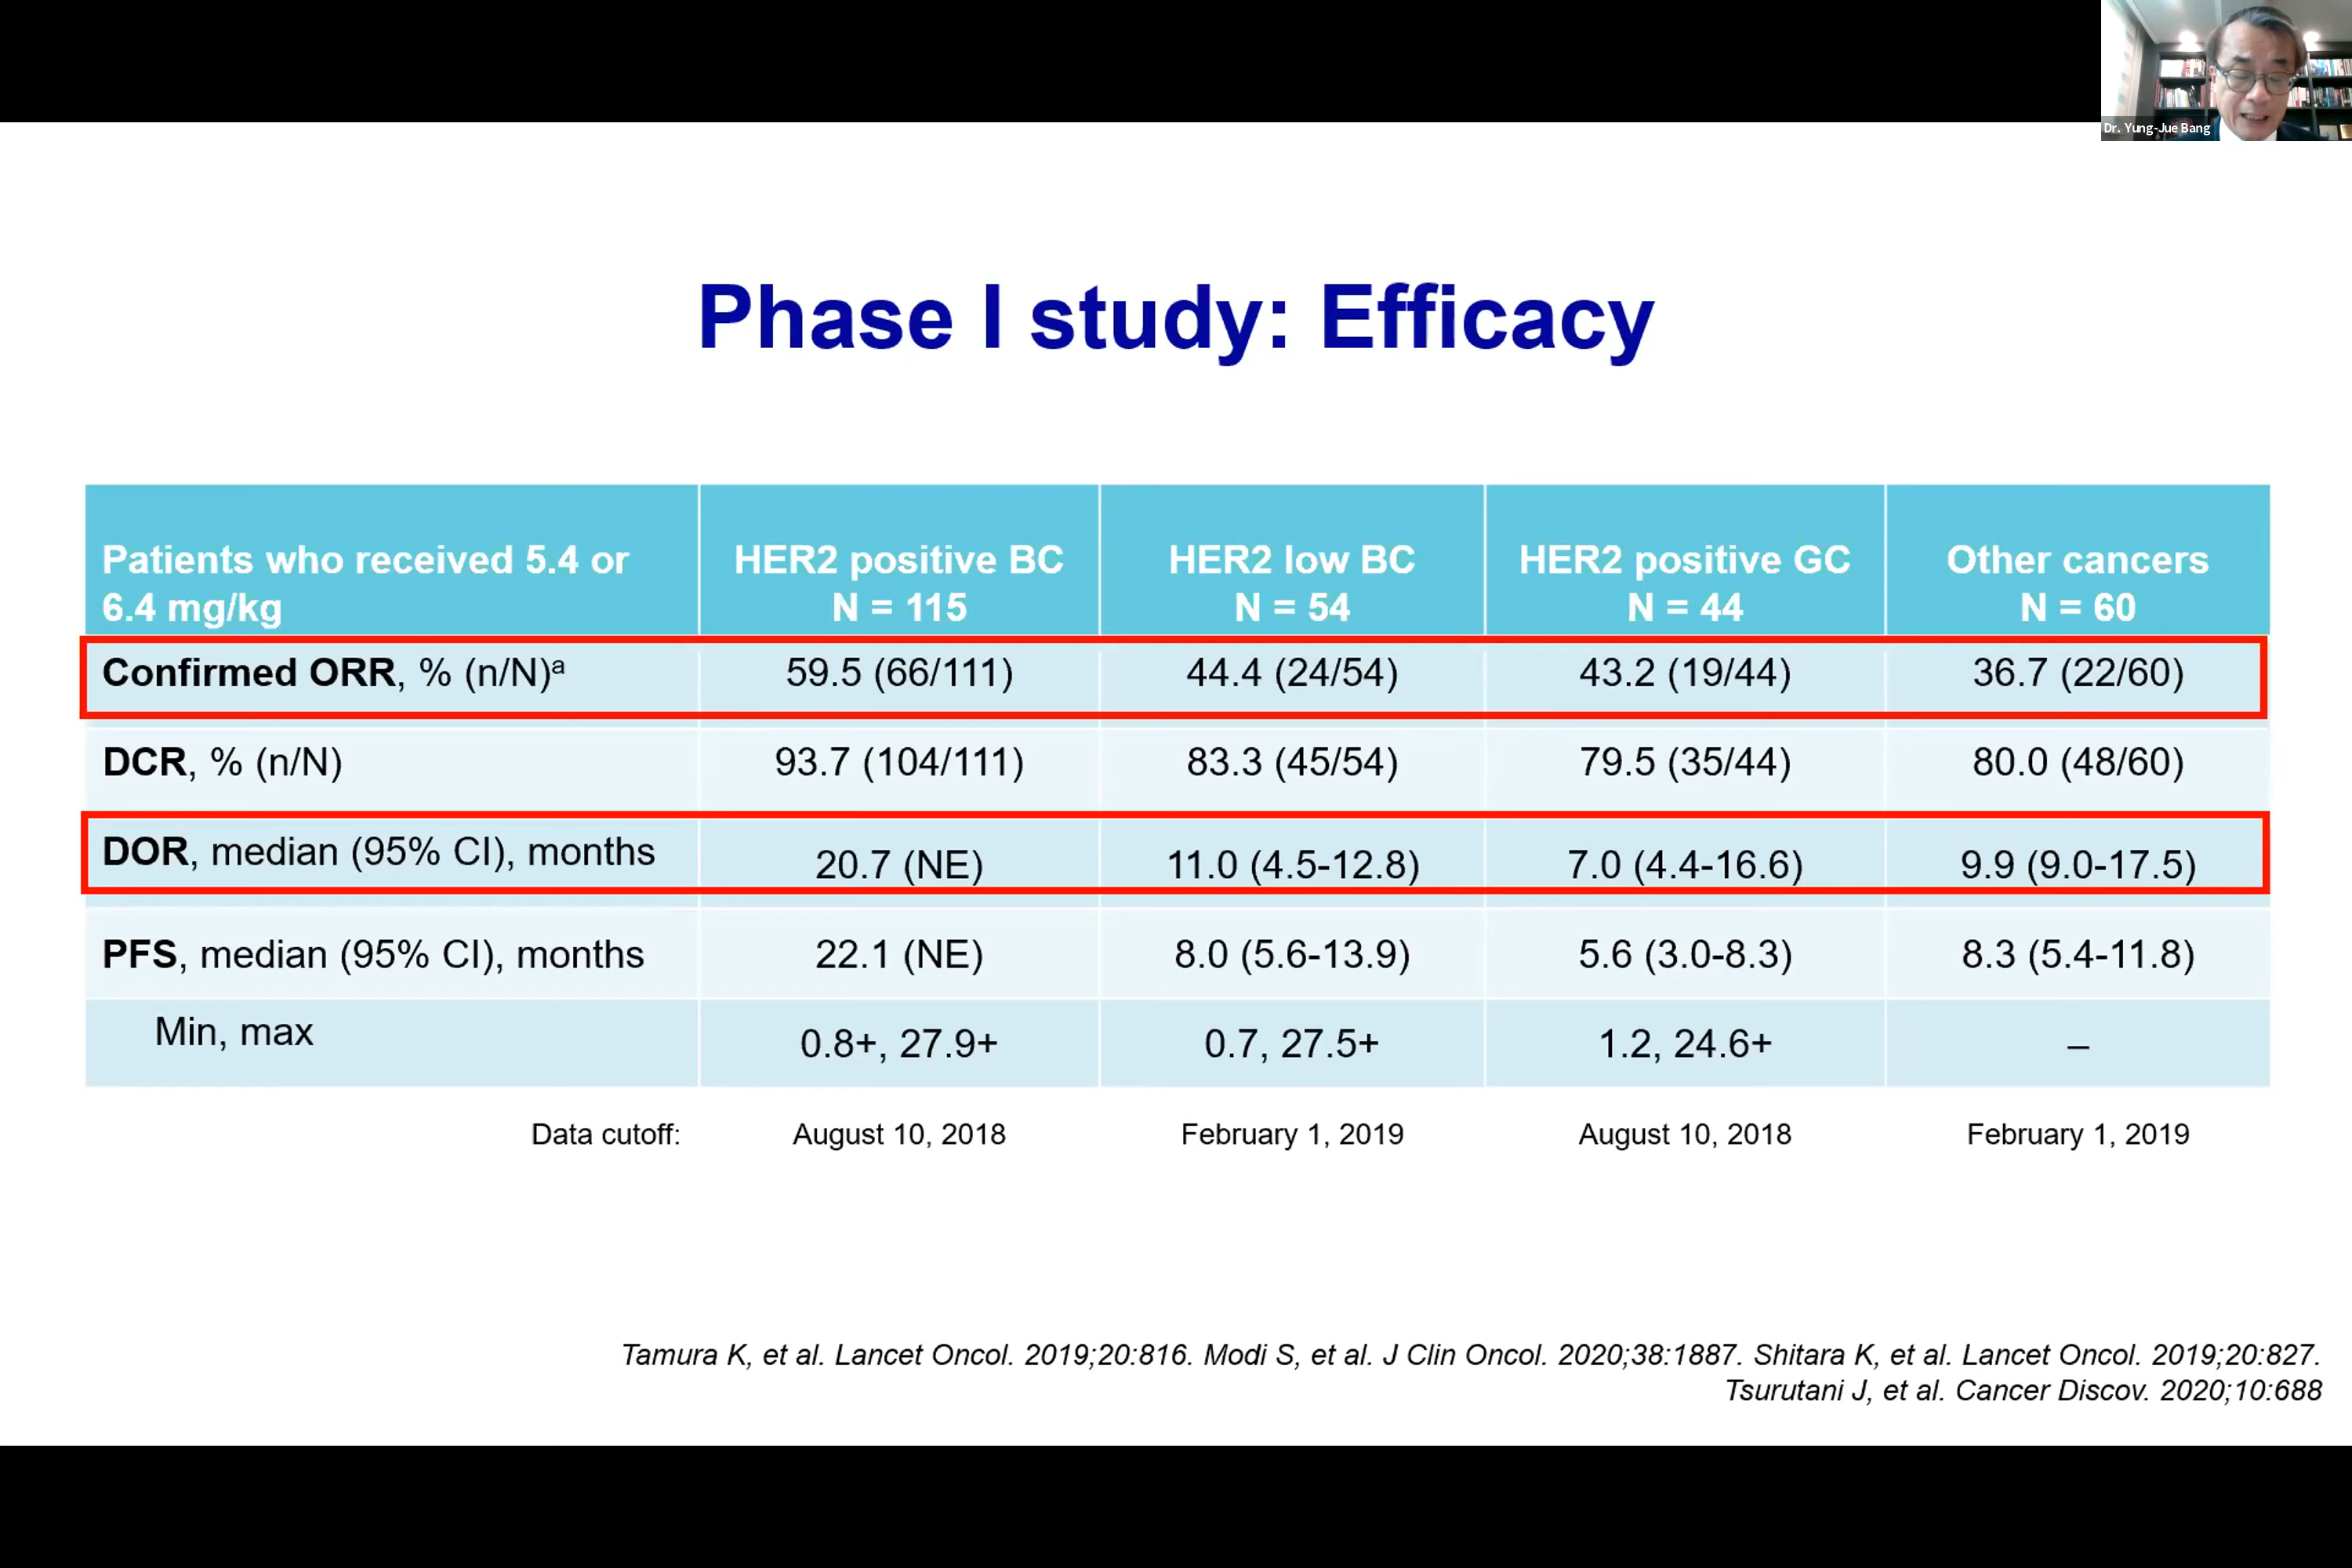 Dr. Yung-Jue Bang
Phase I study: Efficacy
Patients who received 5.4 or
6.4 mg/kg
HER2 positive BC
N = 115
HER2 low BC
N = 54
HER2 positive GC
N = 44
Other cancers
N = 60
Confirmed ORR, % (n/N)ª 59.5 (66/111) 44.4 (24/54) 43.2 (19/44) 36.7 (22/60)
DCR, % (n/N) 93.7 (104/111) 83.3 (45/54) 79.5 (35/44) 80.0 (48/60)
DOR, median (95% CI), months 20.7 (NE) 11.0 (4.5-12.8) 7.0 (4.4-16.6) 9.9 (9.0-17.5)
PFS, median (95% CI), months 22.1 (NE) 8.0 (5.6-13.9) 5.6 (3.0-8.3) 8.3 (5.4-11.8)
Min, max 0.8+, 27.9+ 0.7, 27.5+ 1.2, 24.6+ –
Data cutoff: August 10, 2018 February 1, 2019 August 10, 2018 February 1, 2019
Tamura K, et al. Lancet Oncol. 2019;20:816. Modi S, et al. J Clin Oncol. 2020;38:1887. Shitara K, et al. Lancet Oncol. 2019;20:827.
Tsurutani J, et al. Cancer Discov. 2020;10:688